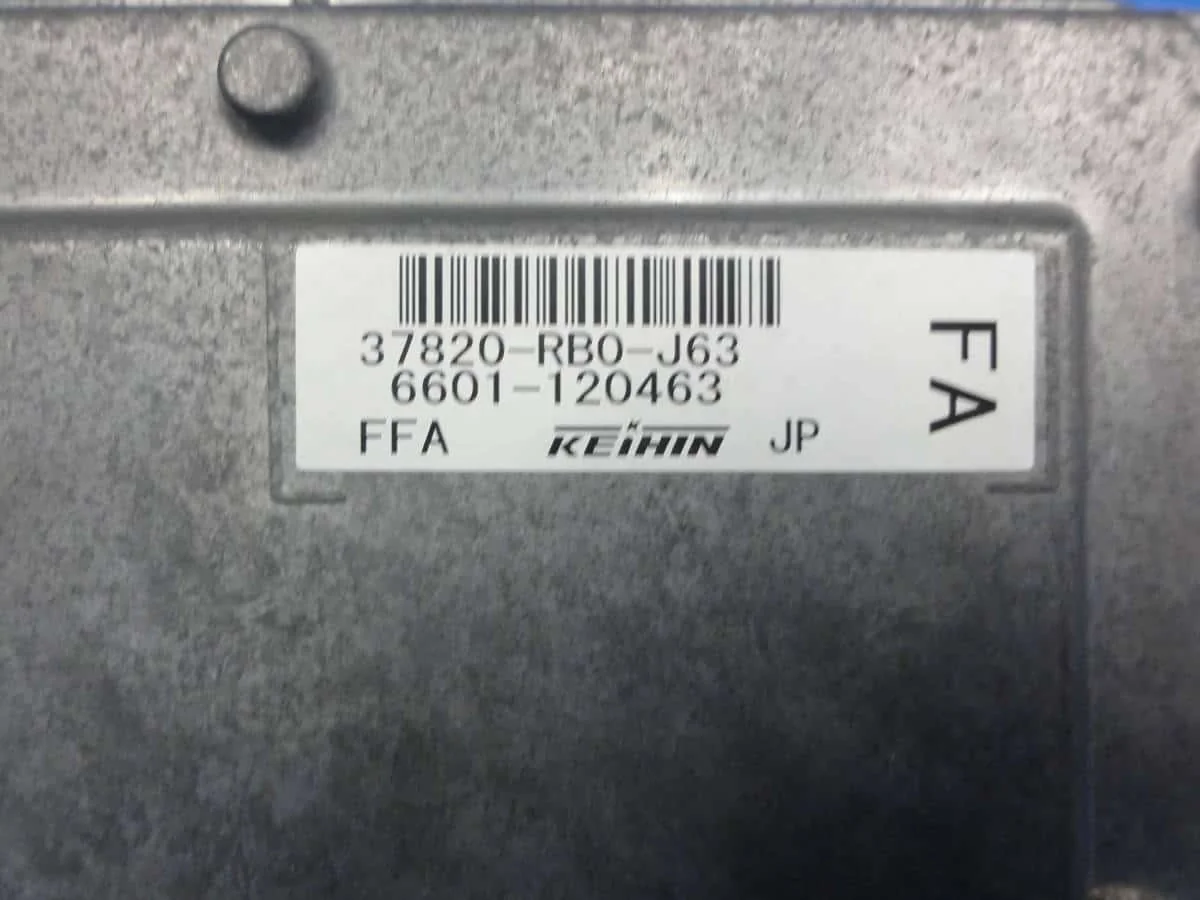 37820-RB0-J63
6601-120463
FFA KEIHIN JP
FA